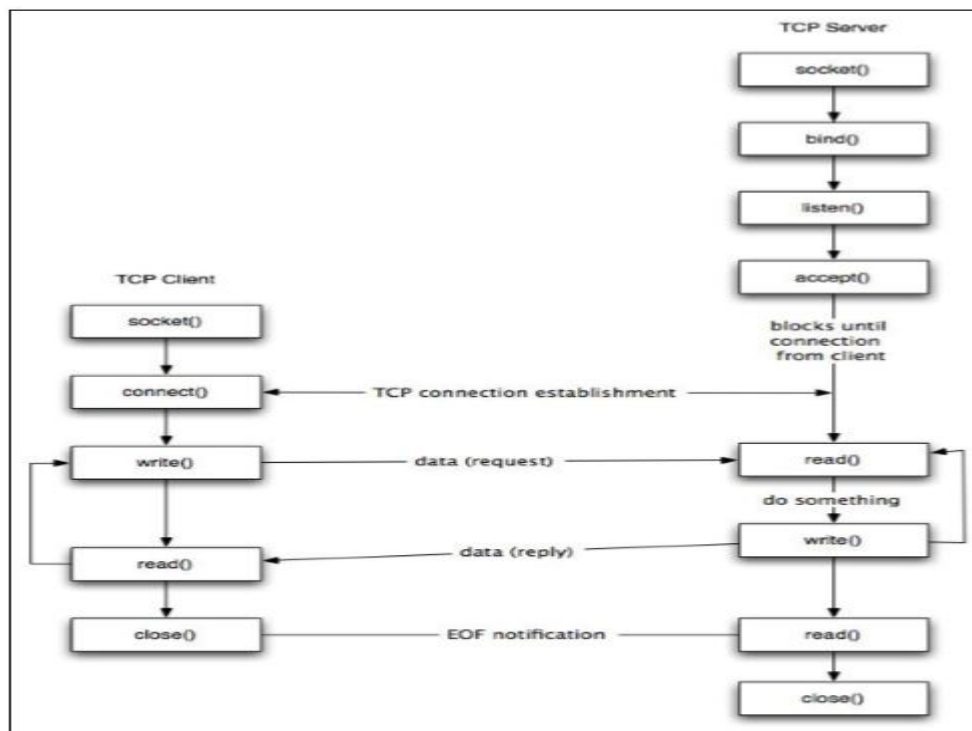 TCP Server
socket()
bind()
listen()
accept()
TCP Client
socket()
blocks until
connection
from client
connect()
TCP connection establishment
write()
data (request)
read()
do something
write()
data (reply)
read()
close()
EOF notification
read()
close()